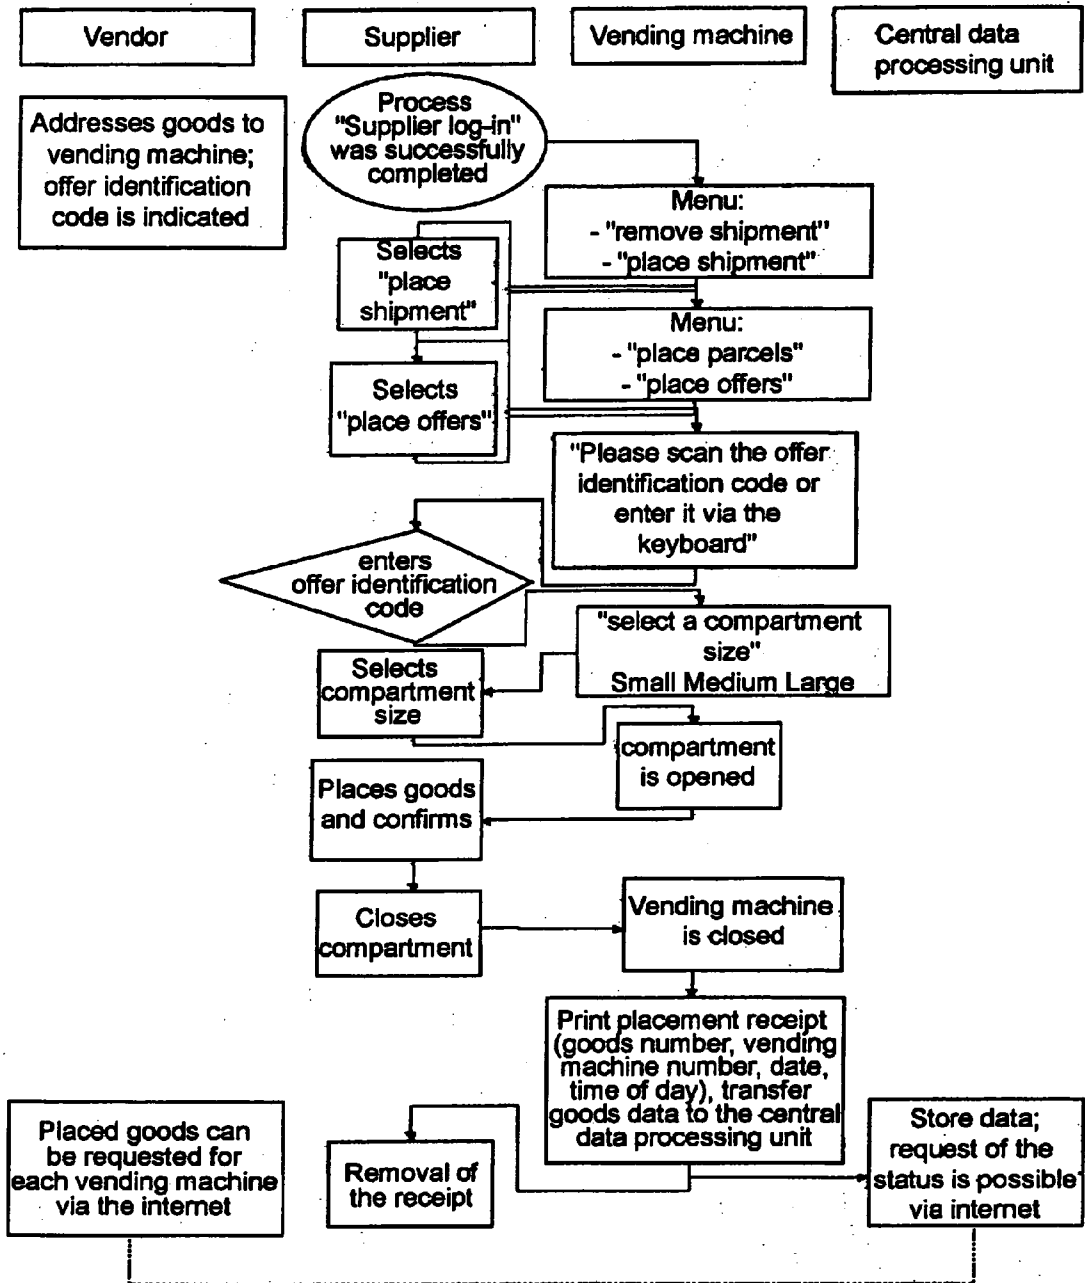 Vendor
Supplier
Vending machine
Central data
processing unit
Addresses goods to
vending machine;
offer identification
code is indicated
Process
"Supplier log-in"
was successfully
completed
Menu:
- "remove shipment"
- "place shipment"
Selects
"place
shipment"
Menu:
- "place parcels"
- "place offers"
Selects
"place offers"
"Please scan the offer
identification code or
enter it via the
keyboard"
enters
offer identification
code
"select a compartment
size"
Small Medium Large
Selects
compartment
size
compartment
is opened
Places goods
and confirms
Closes
compartment
Vending machine
is closed
Print placement receipt
(goods number, vending
machine number, date,
time of day), transfer
goods data to the central
data processing unit
Placed goods can
be requested for
each vending machine
via the internet
Removal of
the receipt
Store data;
request of the
status is possible
via internet